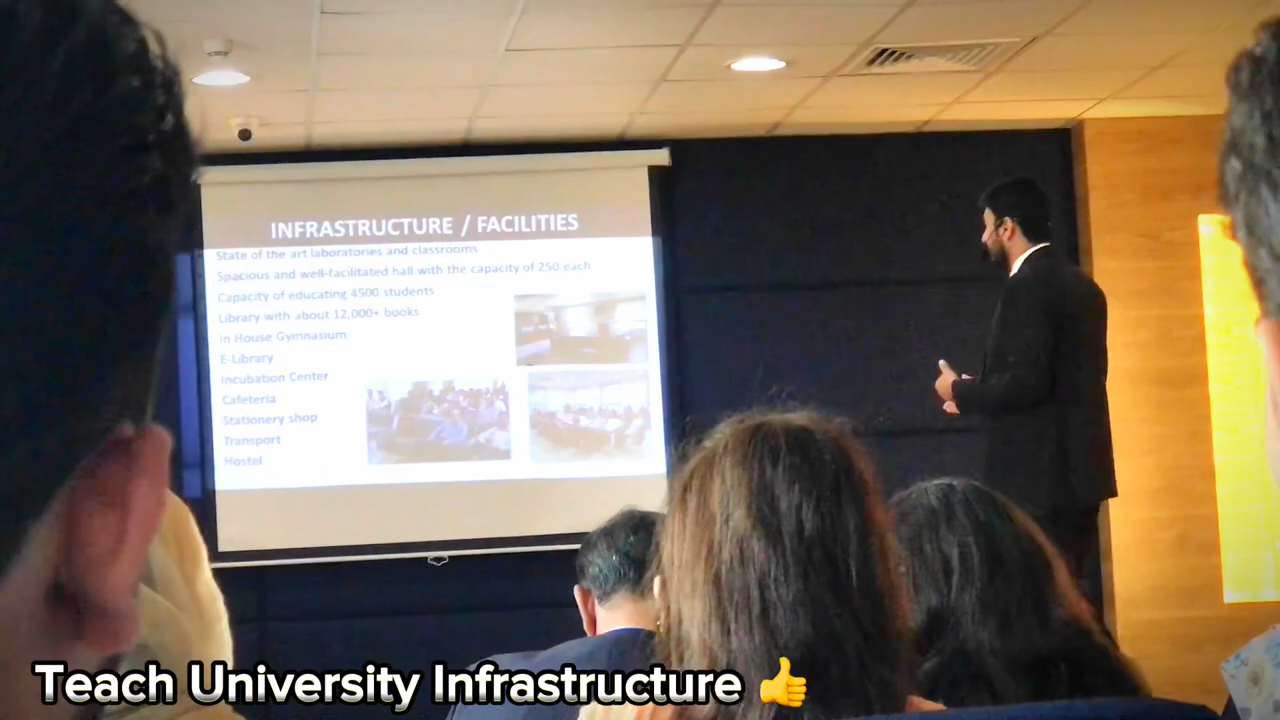 INFRASTRUCTURE / FACILITIES
State of the art laboratories and classrooms
Spacious and well-facilitated hall with the capacity of 250 each
Capacity of educating 4500 students
Library with about 12,000+ books
In House Gymnasium
E-Library
Incubation Center
Cafeteria
Stationery shop
Transport
Hostel
Teach University Infrastructure 👍